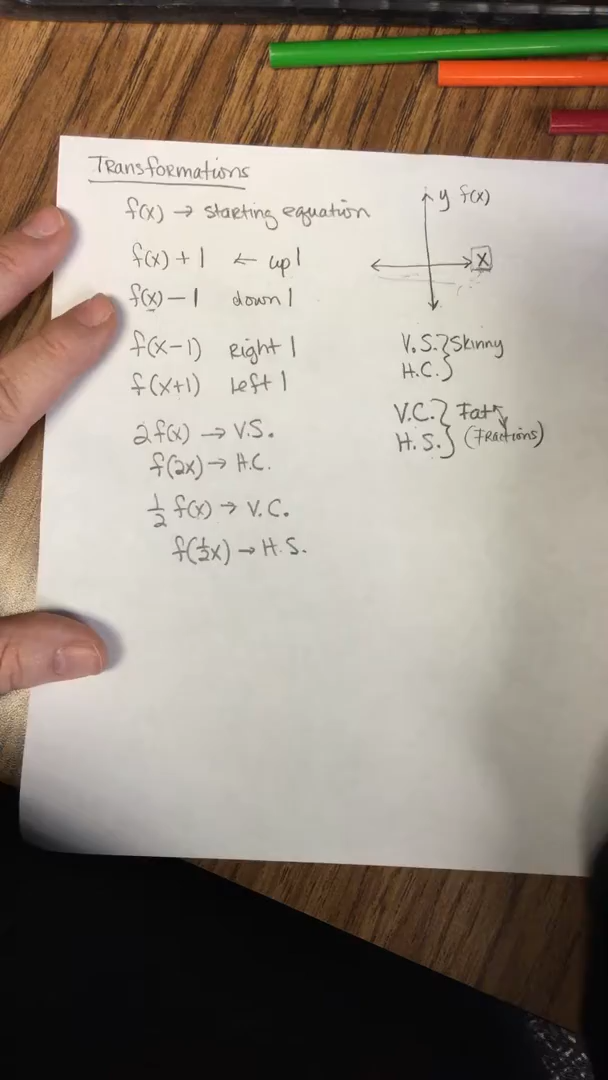 Transformations
f(x) → starting equation
f(x) + 1 ← up 1
f(x) - 1 down 1
f(x-1) Right 1
f(x+1) Left 1
2f(x) → V.S.
f(2x) → H.C.
1/2 f(x) → V.C.
f(1/2x) → H.S.
y f(x)
x
V.S. } Skinny
H.C.
V.C. } Fat
H.S. (Fractions)